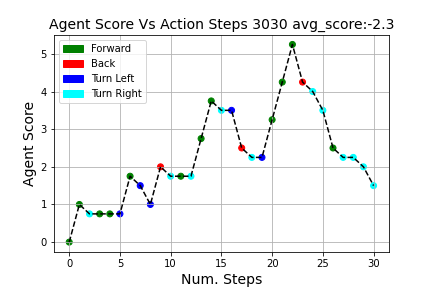 Agent Score Vs Action Steps 3030 avg_score:-2.3
Forward
Back
Turn Left
Turn Right
Agent Score
5
4
3
2
1
0
0 5 10 15 20 25 30
Num. Steps